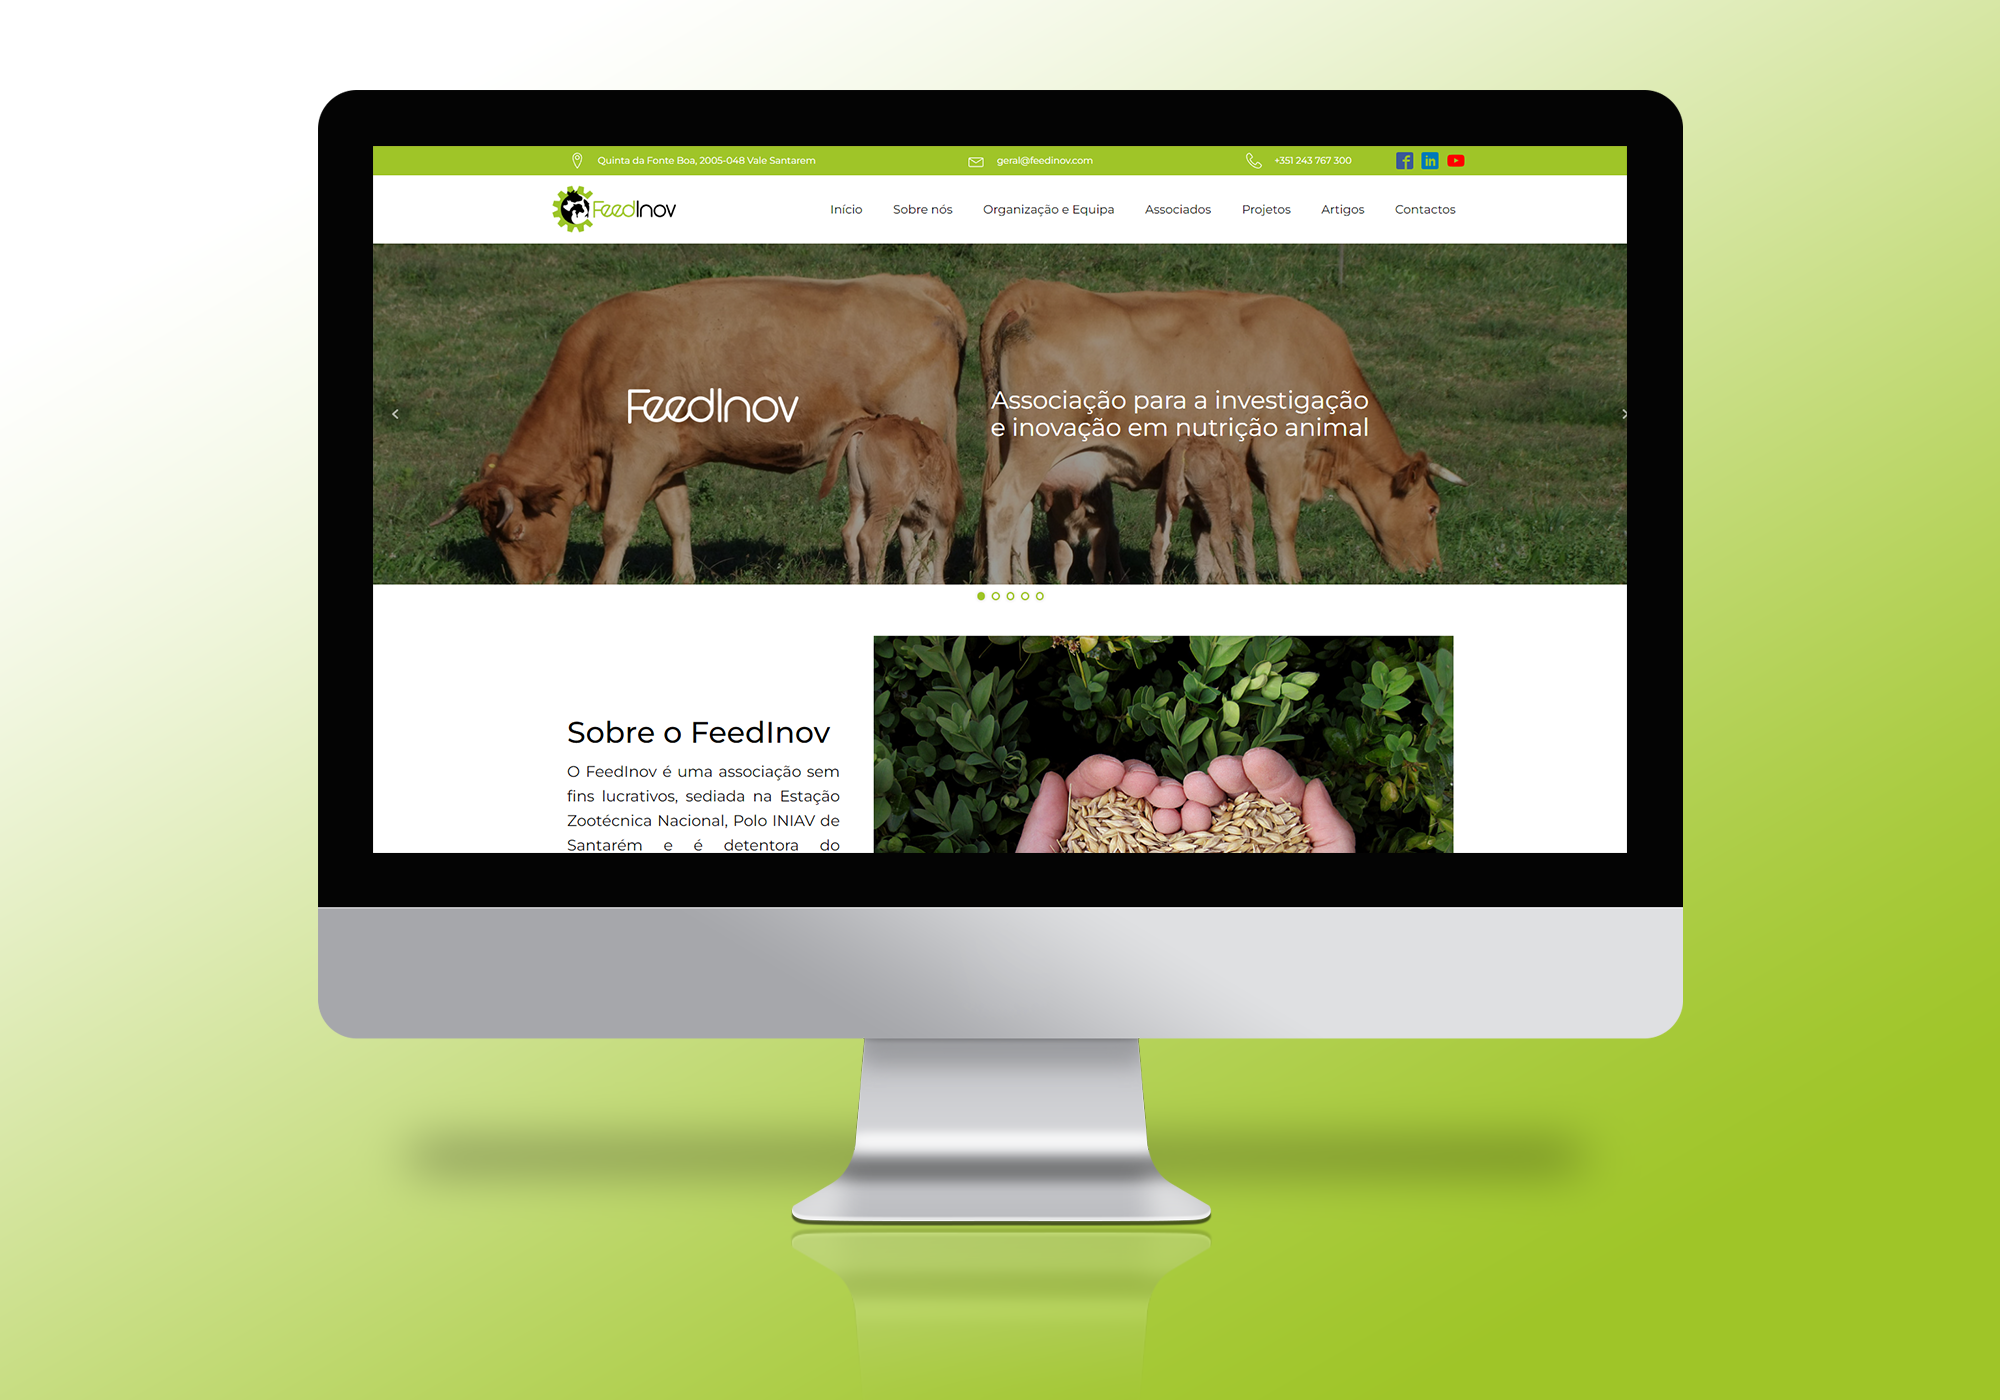 Quinta da Fonte Boa, 2005-048 Vale Santarem
geral@feedinov.com
+351 243 767 300
FeedInov
Início
Sobre nós
Organização e Equipa
Associados
Projetos
Artigos
Contactos
FeedInov
Associação para a investigação
e inovação em nutrição animal
Sobre o FeedInov
O FeedInov é uma associação sem
fins lucrativos, sediada na Estação
Zootécnica Nacional, Polo INIAV de
Santarém e é detentora do